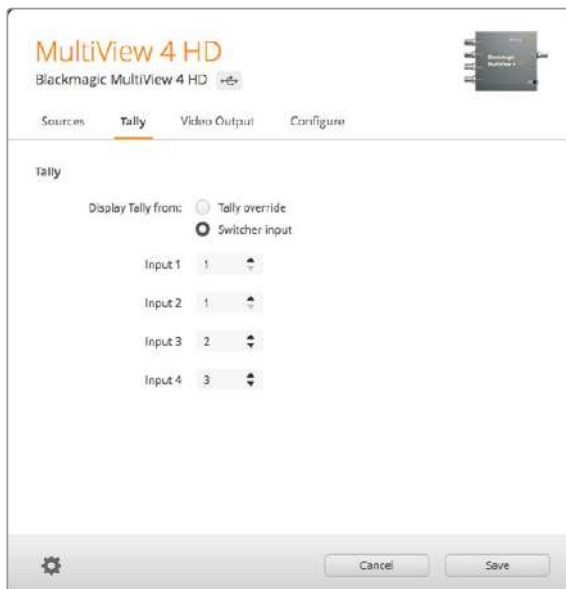 MultiView 4 HD
Blackmagic MultiView 4 HD
Sources Tally Video Output Configure
Tally
Display Tally from: Tally override
Switcher input
Input 1 1
Input 2 1
Input 3 2
Input 4 3
Cancel Save